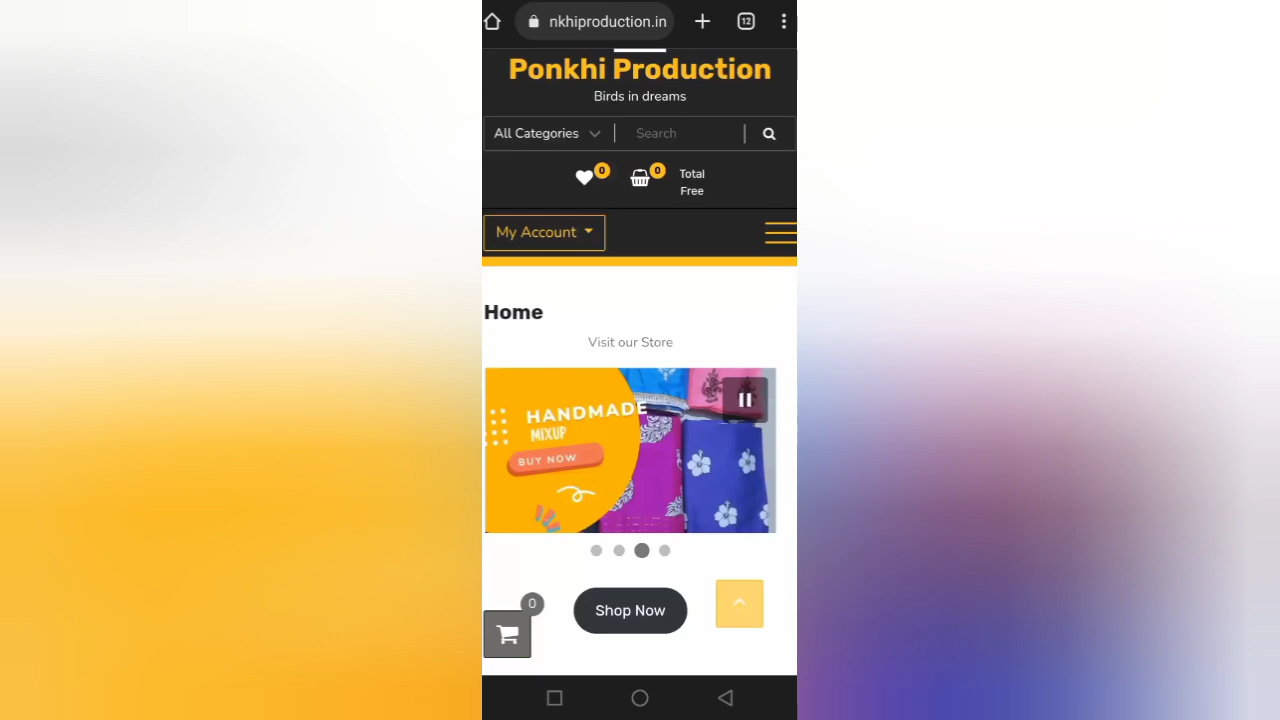 nkhiproduction.in
12
Ponkhi Production
Birds in dreams
All Categories
Search
0
0
Total
Free
My Account
Home
Visit our Store
HANDMADE
MIXUP
BUY NOW
0
Shop Now